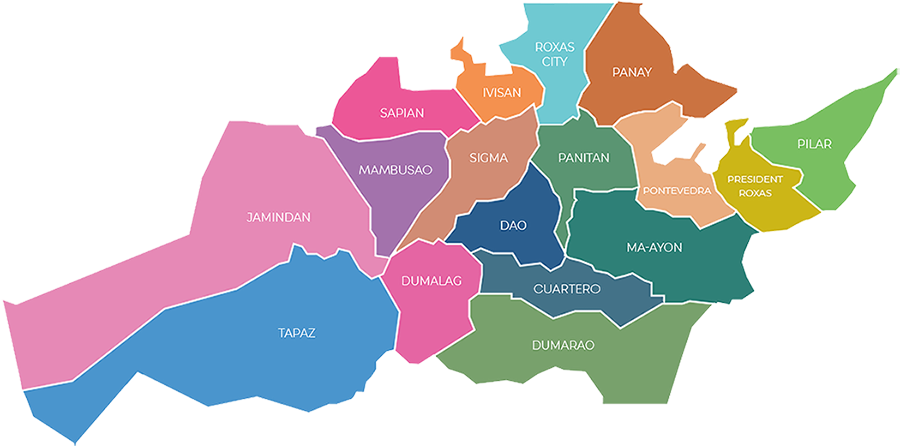 ROXAS
CITY
PANAY
IVISAN
SAPIAN
PILAR
SIGMA
PANITAN
MAMBUSAO
PRESIDENT
ROXAS
PONTEVEDRA
JAMINDAN
DAO
MA-AYON
DUMALAG
CUARTERO
TAPAZ
DUMARAO